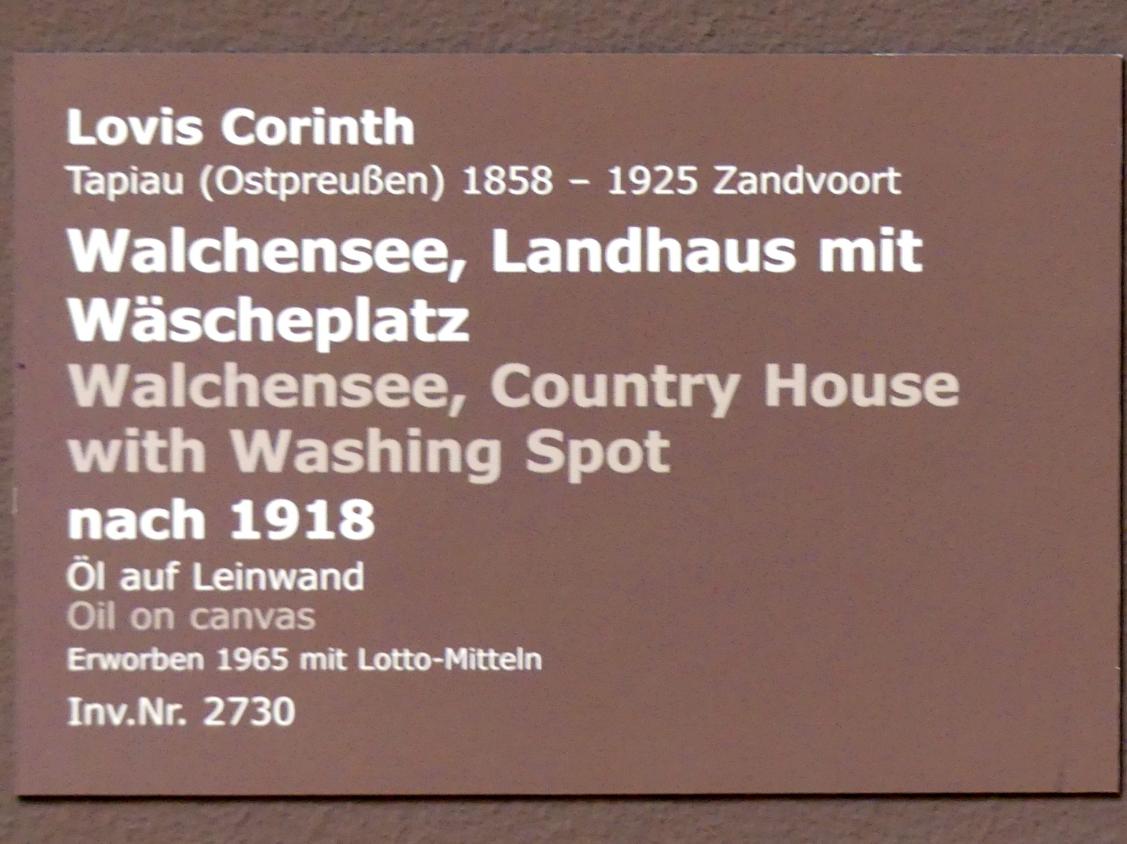 Lovis Corinth
Tapiau (Ostpreußen) 1858 – 1925 Zandvoort
Walchensee, Landhaus mit
Wäscheplatz
Walchensee, Country House
with Washing Spot
nach 1918
Öl auf Leinwand
Oil on canvas
Erworben 1965 mit Lotto-Mitteln
Inv.Nr. 2730